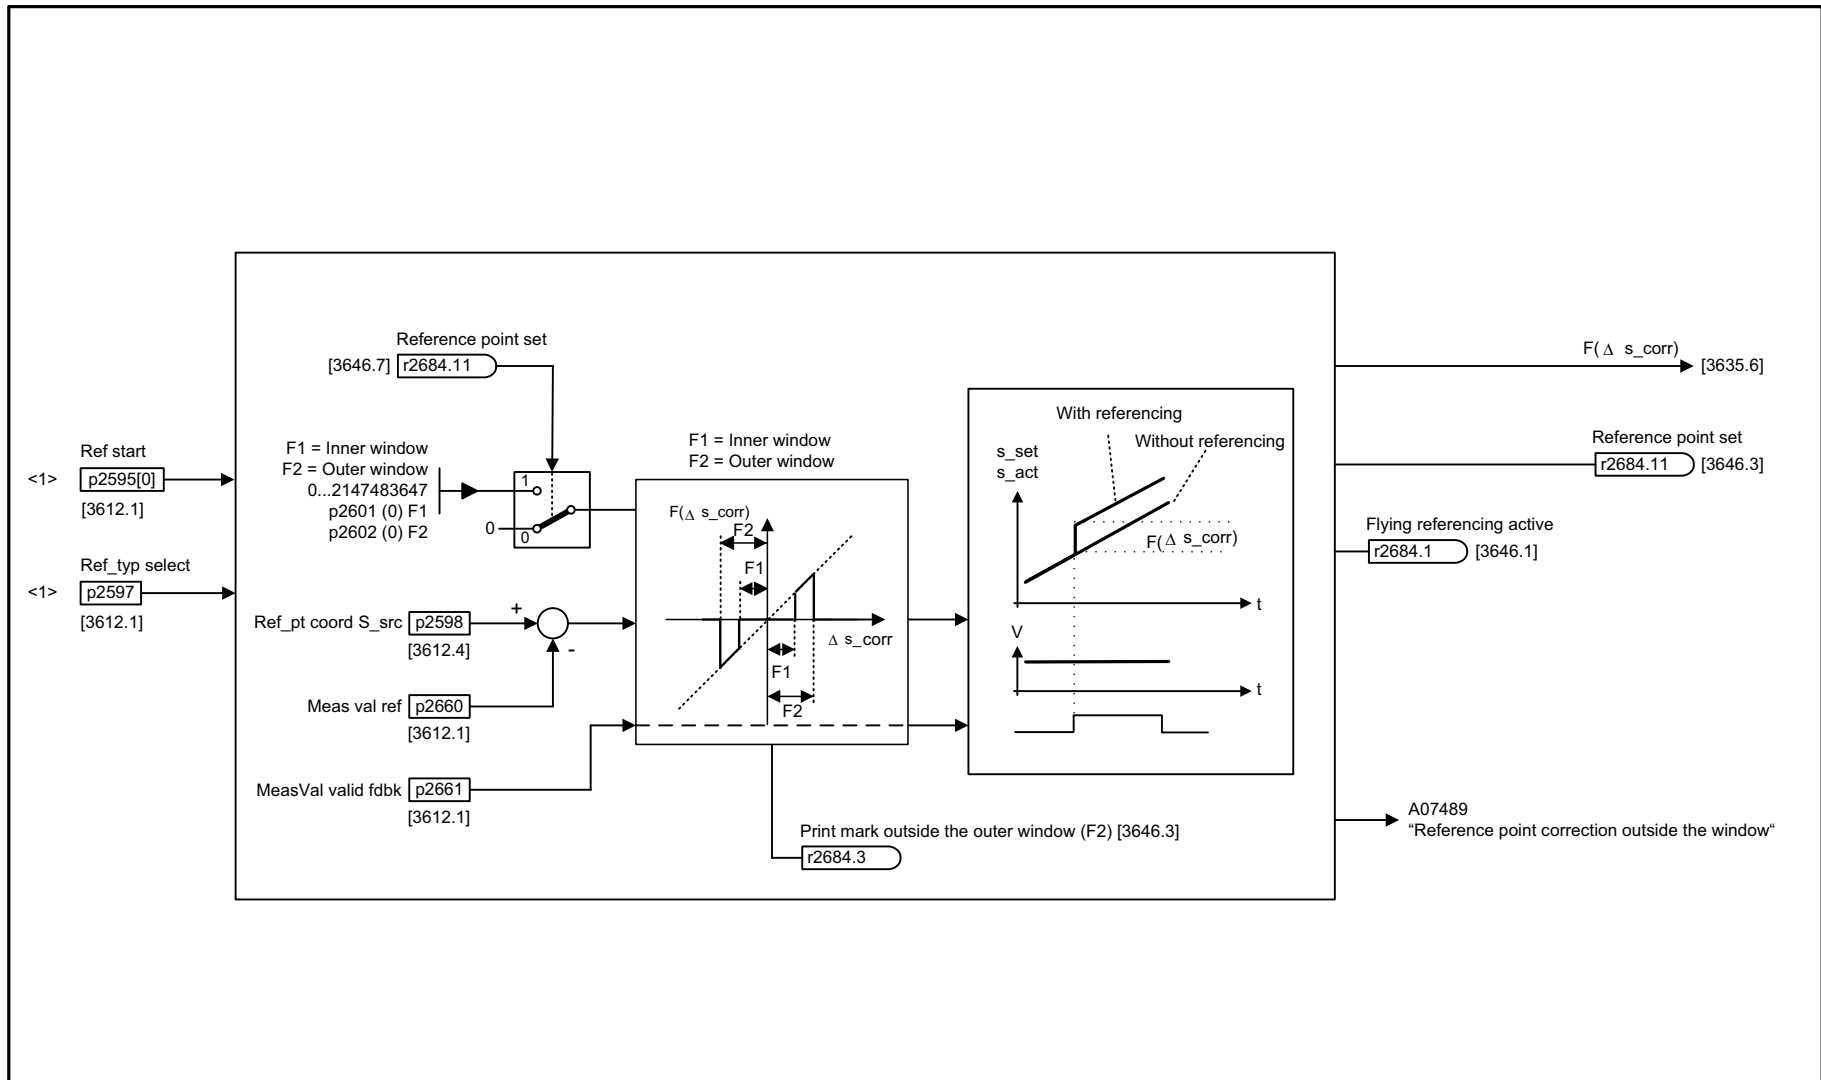 Reference point set
[3646.7] r2684.11
F1 = Inner window
F2 = Outer window
0...2147483647
p2601 (0) F1
p2602 (0) F2
1
0
0
Ref start
<1> p2595[0]
[3612.1]
Ref_typ select
<1> p2597
[3612.1]
Ref_pt coord S_src p2598
[3612.4]
+
-
Meas val ref p2660
[3612.1]
MeasVal valid fdbk p2661
[3612.1]
F1 = Inner window
F2 = Outer window
F(Δ s_corr)
F2
F1
Δ s_corr
F1
F2
Print mark outside the outer window (F2) [3646.3]
r2684.3
With referencing
Without referencing
s_set
s_act
F(Δ s_corr)
t
V
t
F(Δ s_corr)
[3635.6]
Reference point set
r2684.11 [3646.3]
Flying referencing active
r2684.1 [3646.1]
A07489
“Reference point correction outside the window“